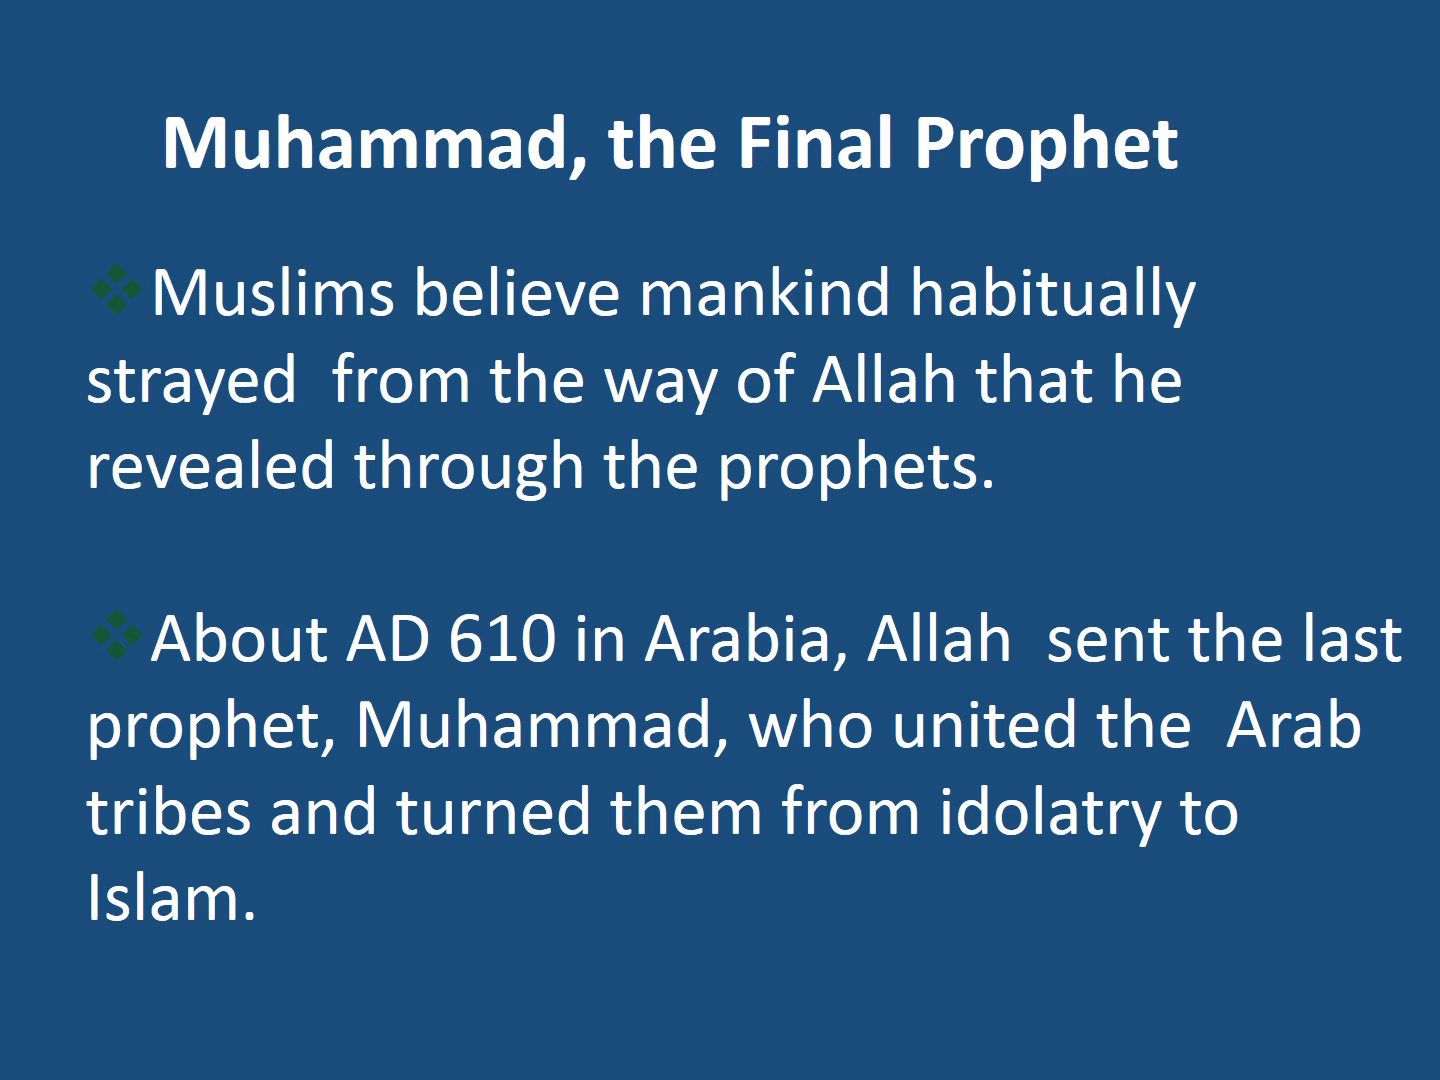 Muhammad, the Final Prophet
❖Muslims believe mankind habitually
strayed  from the way of Allah that he
revealed through the prophets.
❖About AD 610 in Arabia, Allah  sent the last
prophet, Muhammad, who united the  Arab
tribes and turned them from idolatry to
Islam.